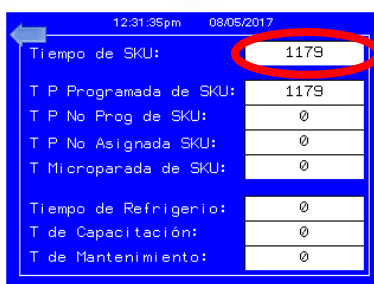 12:31:35pm 08/05/2017
Tiempo de SKU: 1179
T P Programada de SKU: 1179
T P No Prog de SKU: 0
T P No Asignada SKU: 0
T Microparada de SKU: 0
Tiempo de Refrigerio: 0
T de Capacitación: 0
T de Mantenimiento: 0